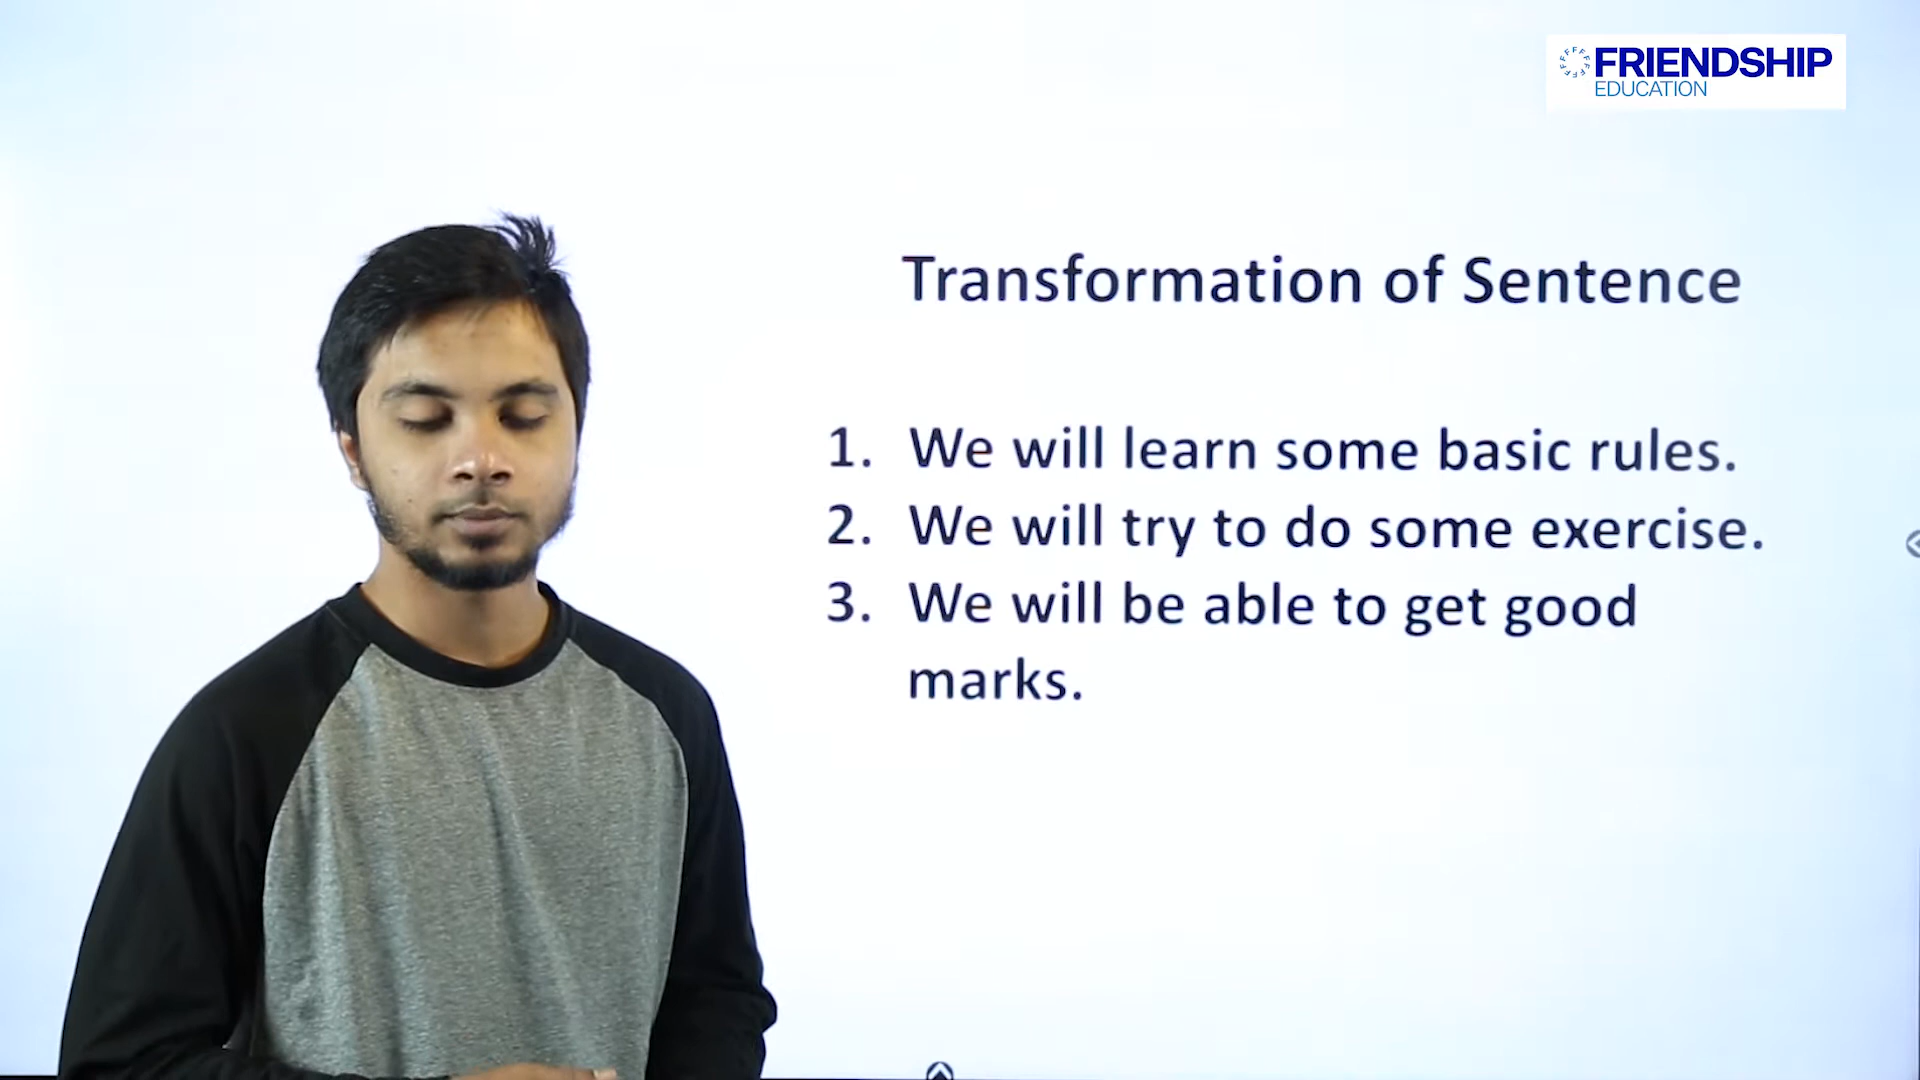 FRIENDSHIP
EDUCATION
Transformation of Sentence
1. We will learn some basic rules.
2. We will try to do some exercise.
3. We will be able to get good
marks.